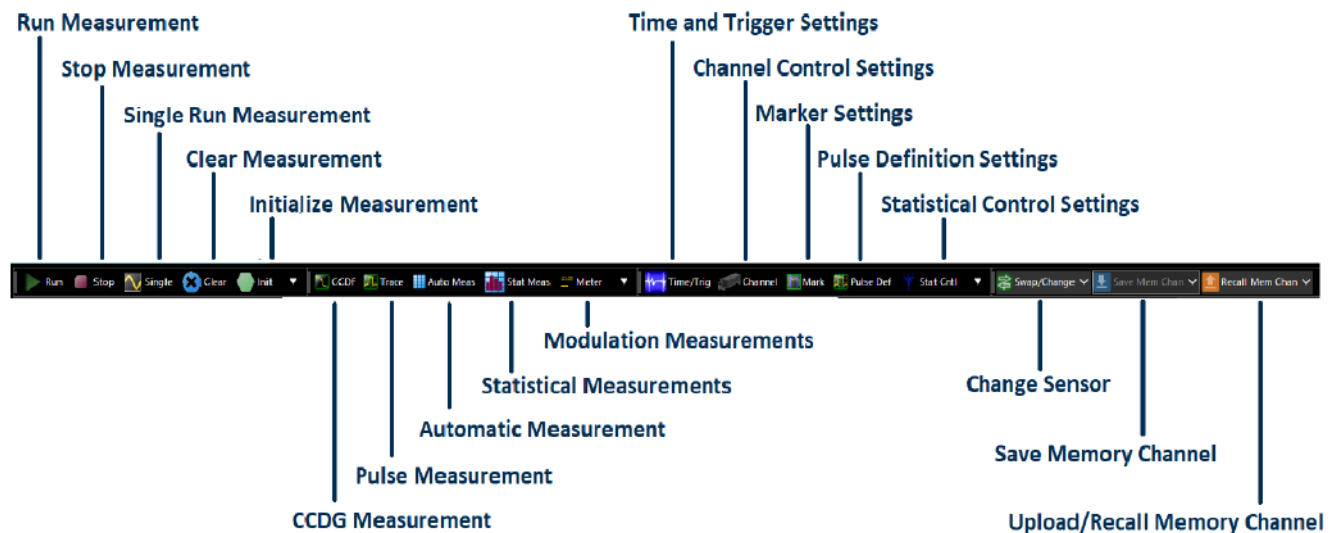 Run Measurement
Time and Trigger Settings
Stop Measurement
Channel Control Settings
Single Run Measurement
Marker Settings
Clear Measurement
Pulse Definition Settings
Initialize Measurement
Statistical Control Settings
Run Stop Single Clear Init CCDF Trace Auto Meas Stat Meas Meter Time/Trig Channel Mark Pulse Def Stat Cntl Swap/Change Save Mem Chan Recall Mem Chan
Modulation Measurements
Statistical Measurements
Change Sensor
Automatic Measurement
Save Memory Channel
Pulse Measurement
CCDG Measurement
Upload/Recall Memory Channel